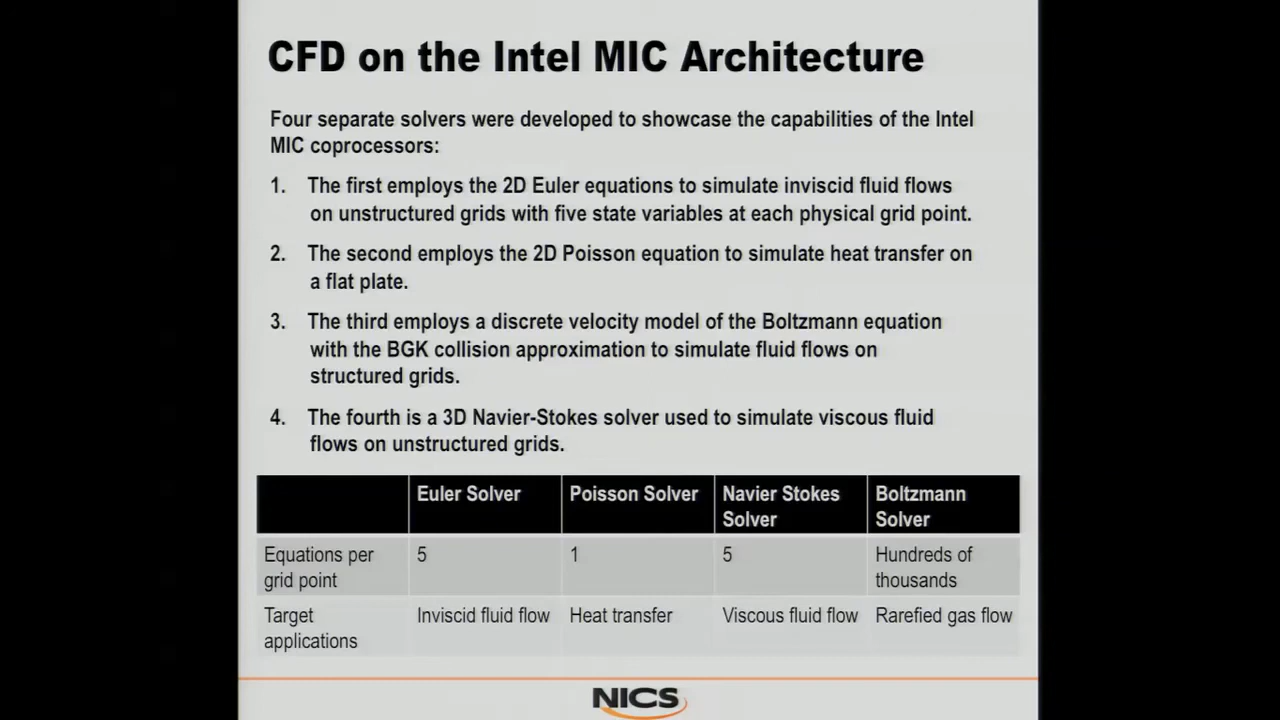 CFD on the Intel MIC Architecture
Four separate solvers were developed to showcase the capabilities of the Intel
MIC coprocessors:
1. The first employs the 2D Euler equations to simulate inviscid fluid flows
on unstructured grids with five state variables at each physical grid point.
2. The second employs the 2D Poisson equation to simulate heat transfer on
a flat plate.
3. The third employs a discrete velocity model of the Boltzmann equation
with the BGK collision approximation to simulate fluid flows on
structured grids.
4. The fourth is a 3D Navier-Stokes solver used to simulate viscous fluid
flows on unstructured grids.
Euler Solver Poisson Solver Navier Stokes Boltzmann
Solver Solver
Equations per 5 1 5 Hundreds of
grid point thousands
Target Inviscid fluid flow Heat transfer Viscous fluid flow Rarefied gas flow
applications
NICS